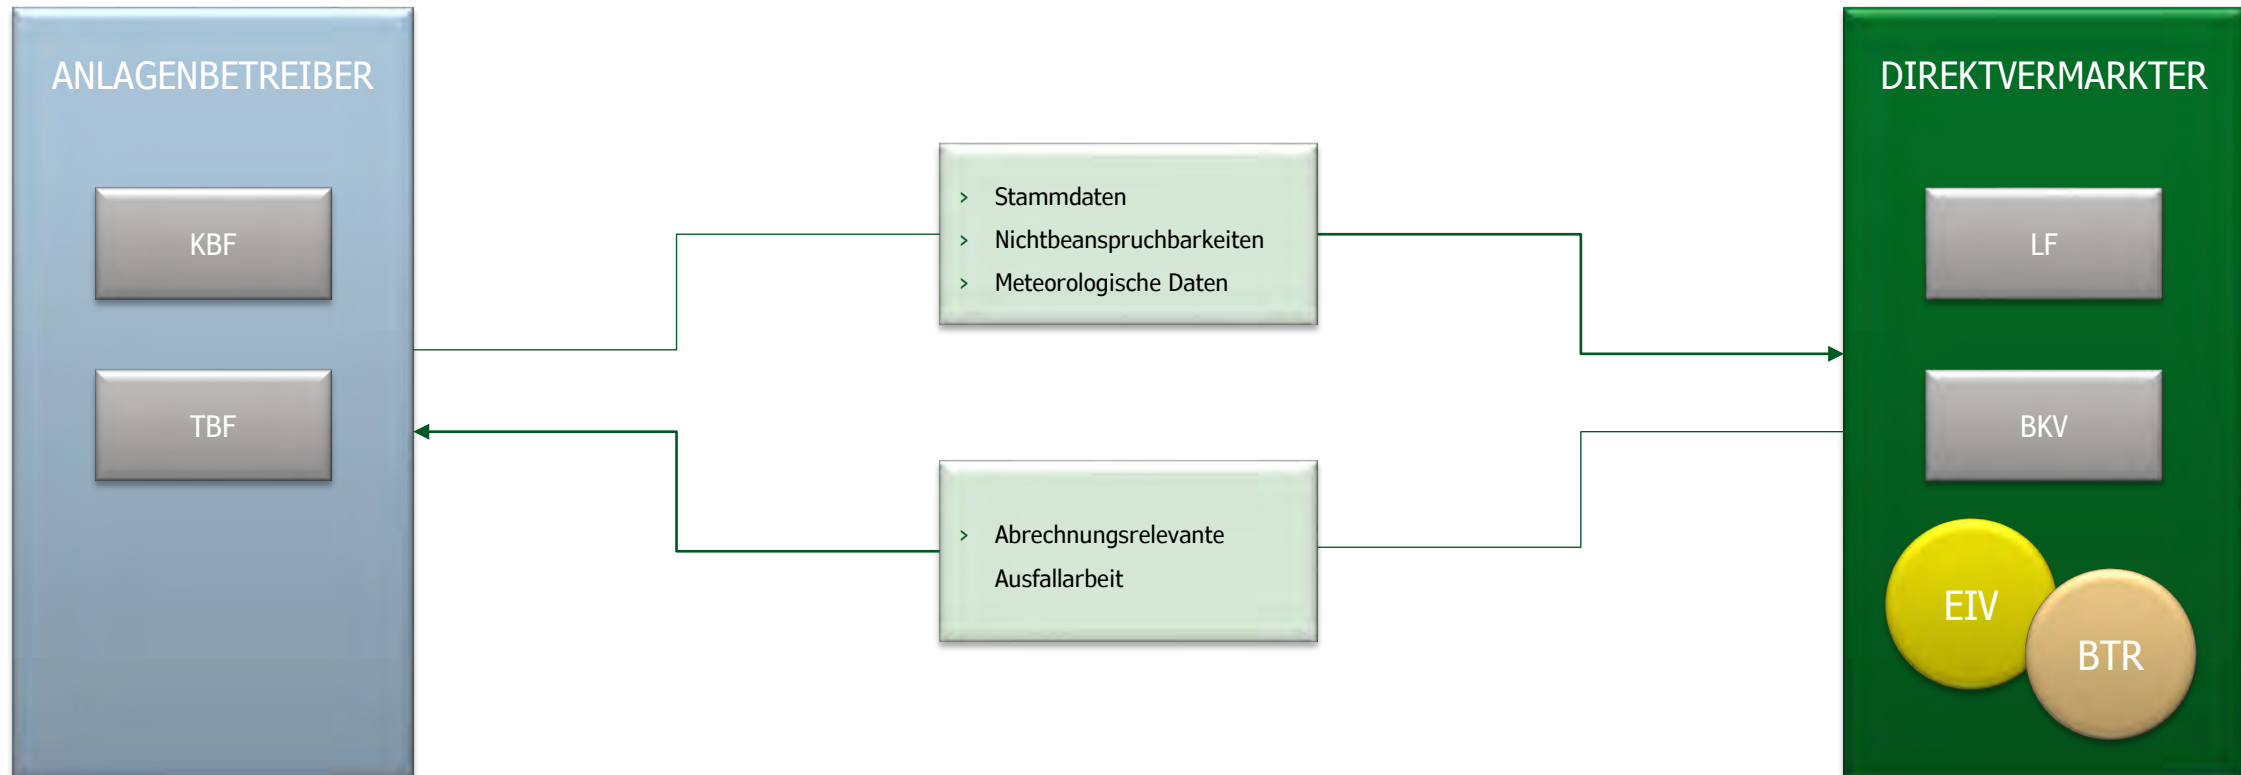 ANLAGENBETREIBER
KBF
TBF
> Stammdaten
> Nichtbeanspruchbarkeiten
> Meteorologische Daten
> Abrechnungsrelevante
Ausfallarbeit
DIREKTVERMARKTER
LF
BKV
EIV
BTR